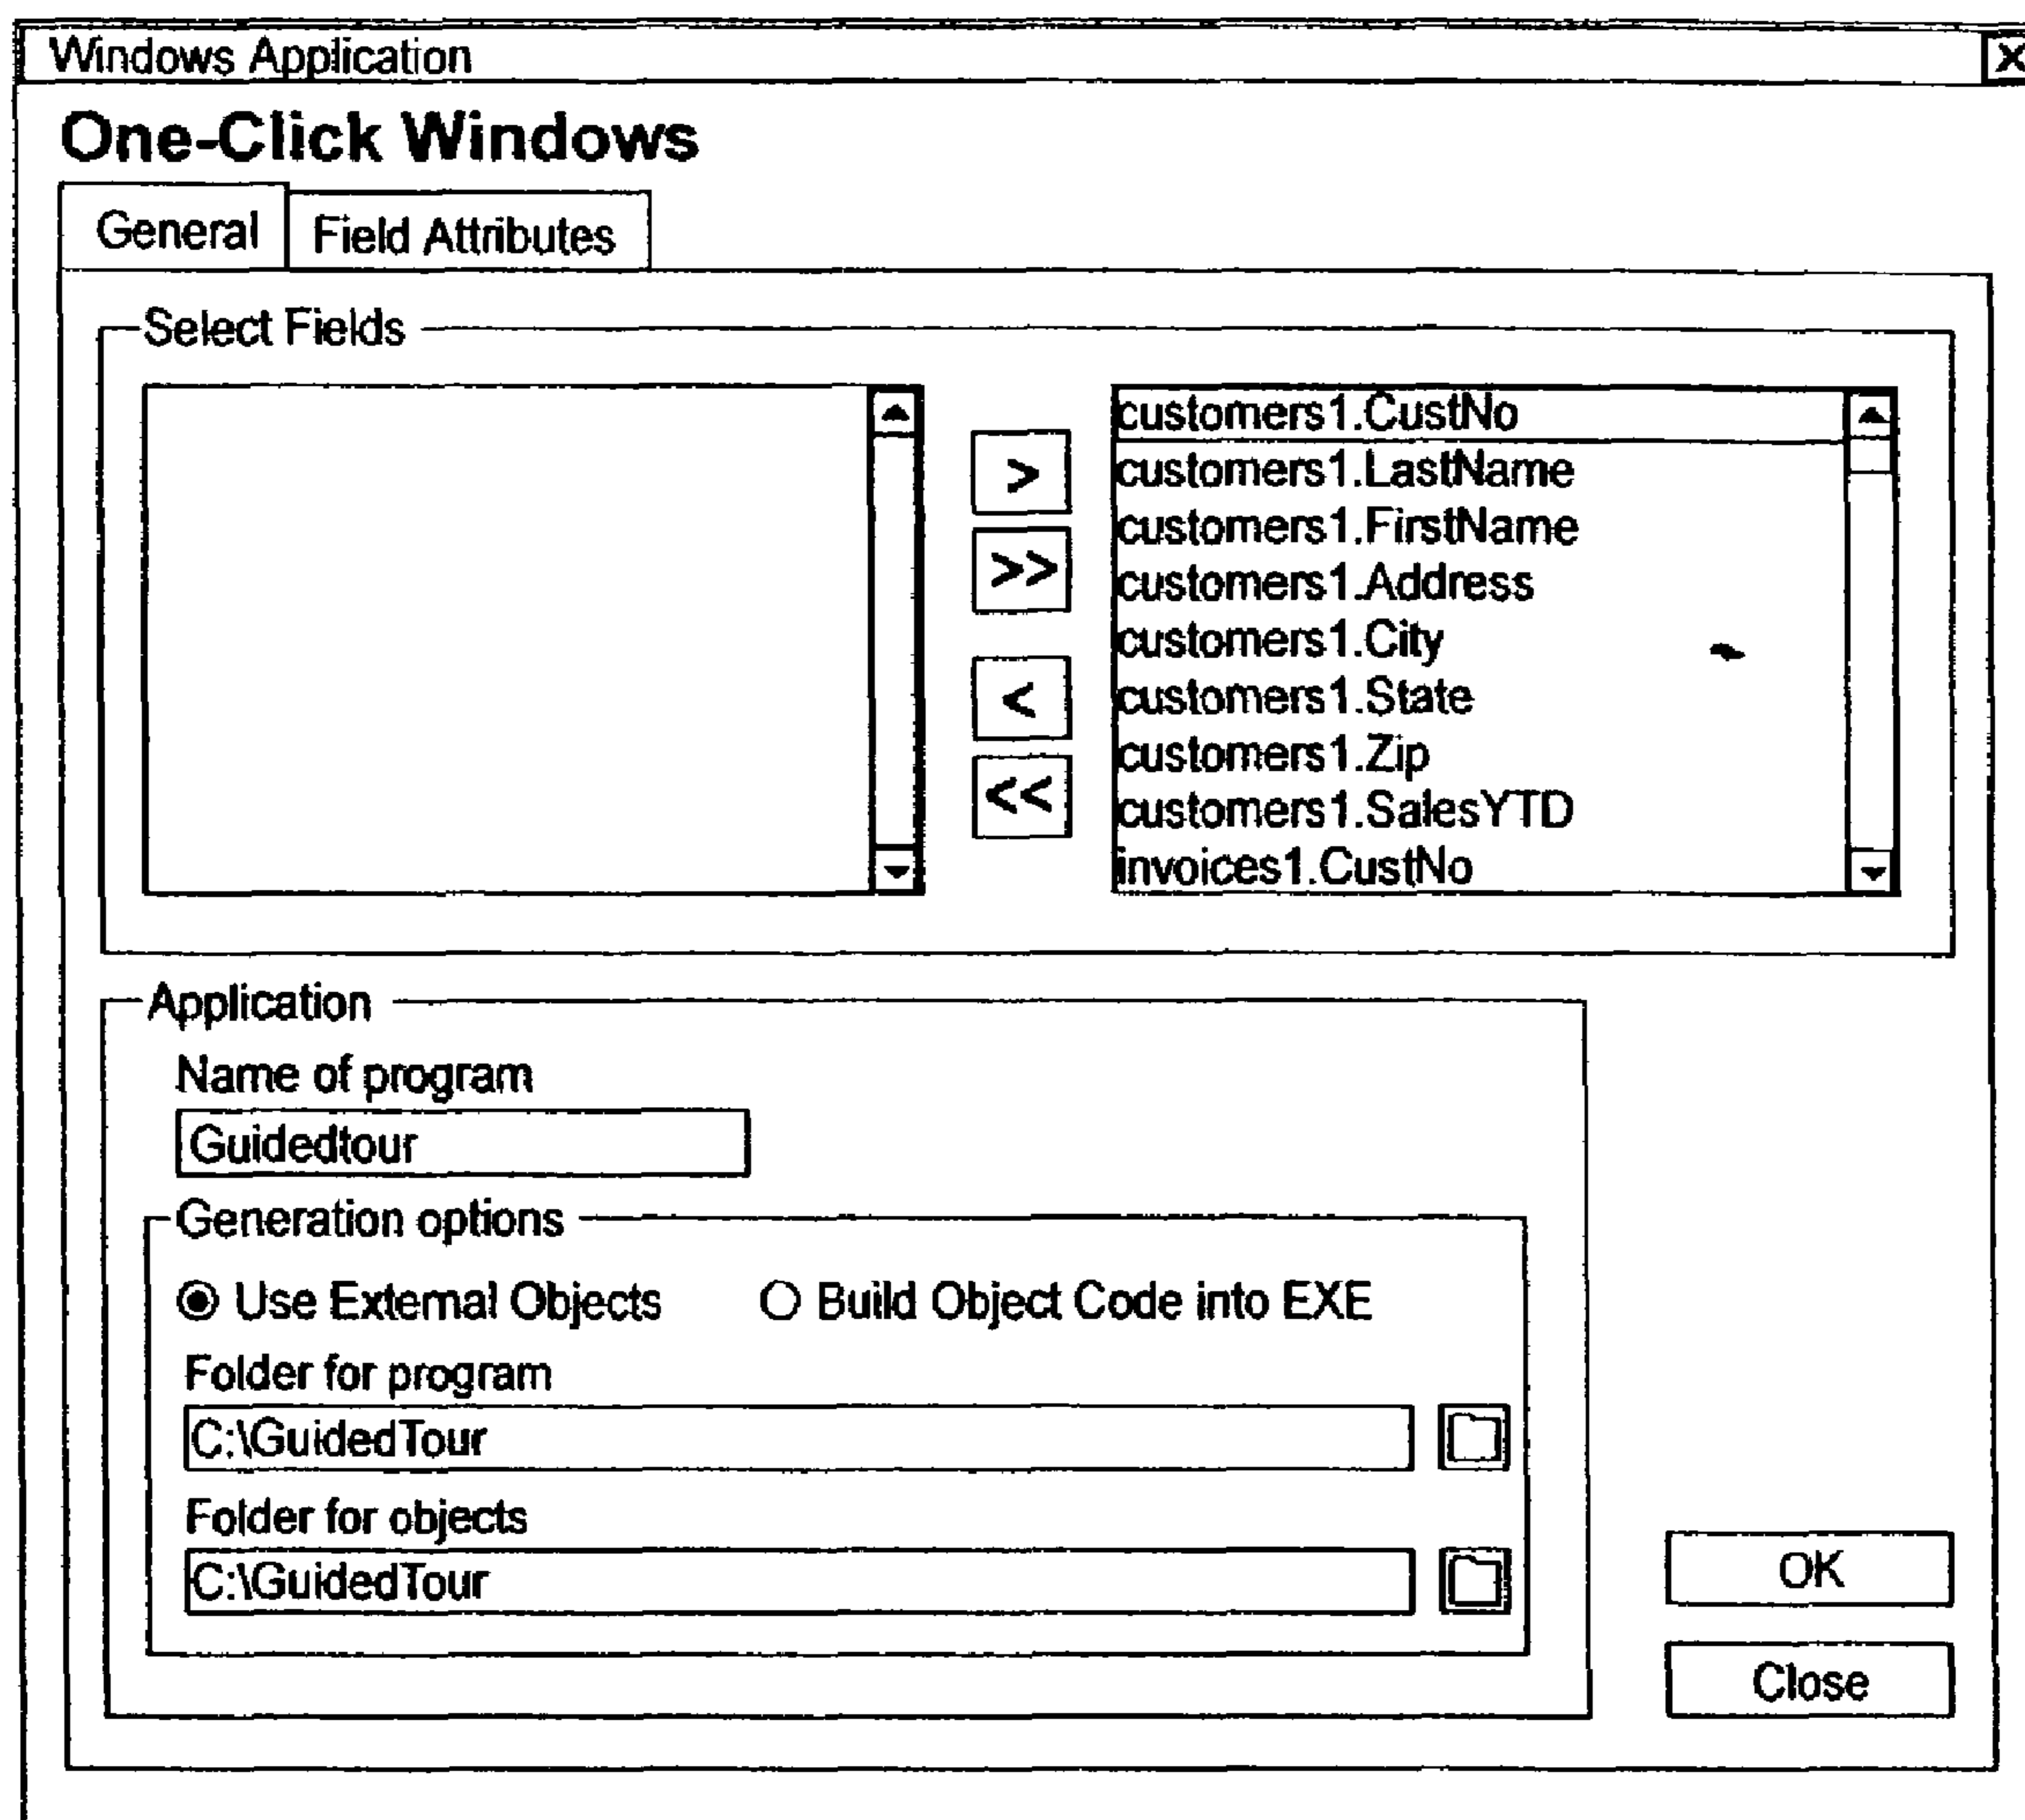 Windows Application X
One-Click Windows
General Field Attributes
Select Fields
customers1.CustNo
customers1.LastName
>
customers1.FirstName
>>
customers1.Address
customers1.City
<
customers1.State
customers1.Zip
<<
customers1.SalesYTD
invoices1.CustNo
Application
Name of program
Guidedtour
Generation options
Use External Objects Build Object Code into EXE
Folder for program
C:\GuidedTour
Folder for objects
C:\GuidedTour
OK
Close